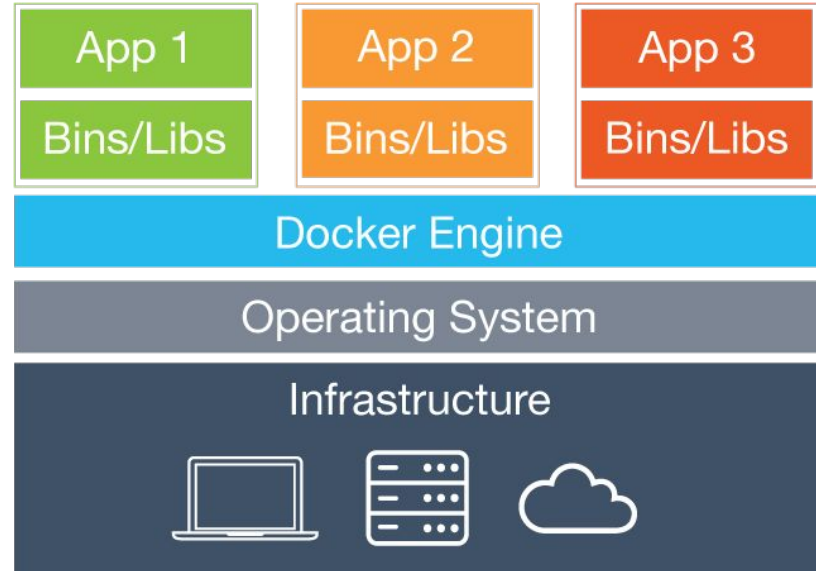 App 1
App 2
App 3
Bins/Libs
Bins/Libs
Bins/Libs
Docker Engine
Operating System
Infrastructure